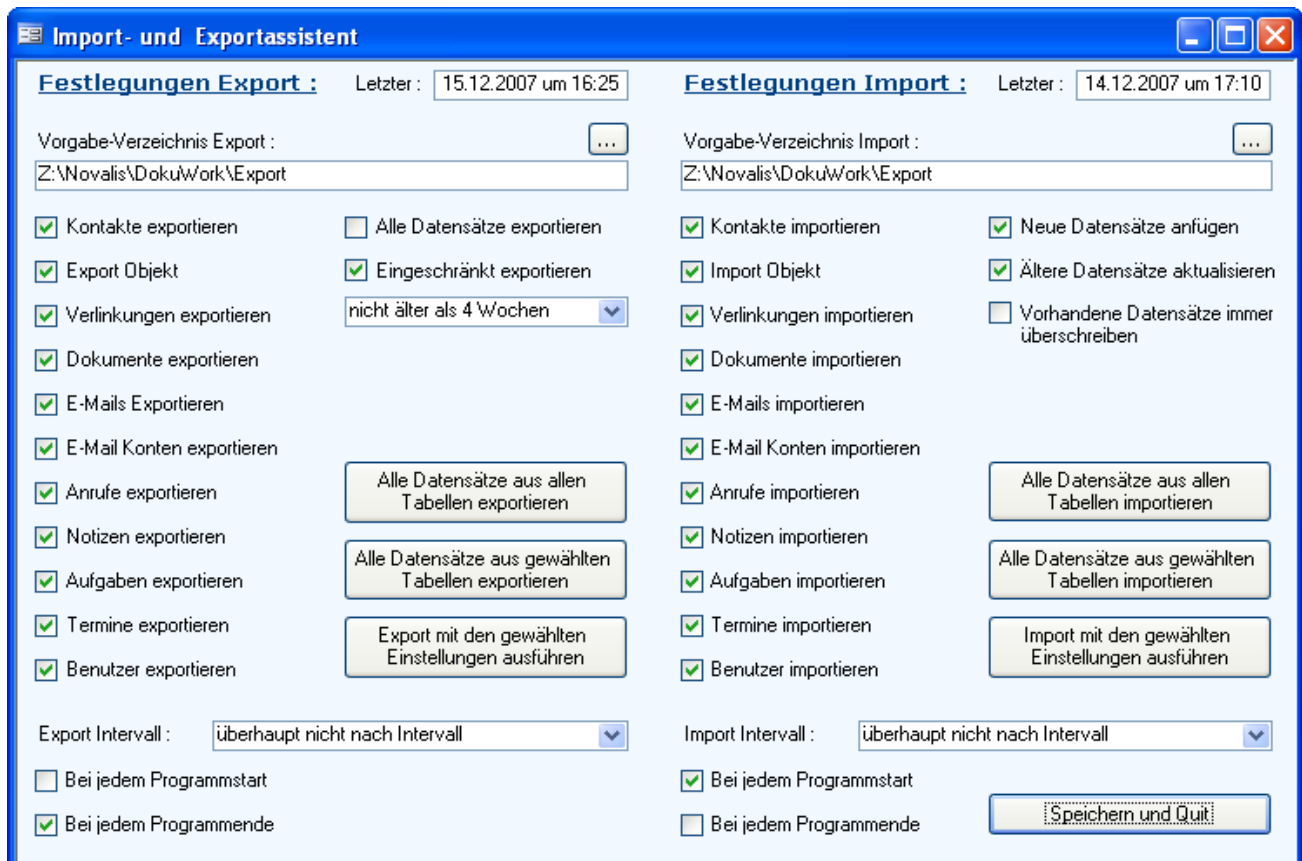 Import- und Exportassistent
Festlegungen Export :
Letzter :
15.12.2007 um 16:25
Vorgabe-Verzeichnis Export :
...
Z:\Novalis\DokuWork\Export
Kontakte exportieren
Alle Datensätze exportieren
Export Objekt
Eingeschränkt exportieren
Verlinkungen exportieren
nicht älter als 4 Wochen
Dokumente exportieren
E-Mails Exportieren
E-Mail Konten exportieren
Anrufe exportieren
Alle Datensätze aus allen
Tabellen exportieren
Notizen exportieren
Aufgaben exportieren
Alle Datensätze aus gewählten
Tabellen exportieren
Termine exportieren
Benutzer exportieren
Export mit den gewählten
Einstellungen ausführen
Export Intervall :
überhaupt nicht nach Intervall
Bei jedem Programmstart
Bei jedem Programmende
Festlegungen Import :
Letzter :
14.12.2007 um 17:10
Vorgabe-Verzeichnis Import :
...
Z:\Novalis\DokuWork\Export
Kontakte importieren
Neue Datensätze anfügen
Import Objekt
Ältere Datensätze aktualisieren
Verlinkungen importieren
Vorhandene Datensätze immer
überschreiben
Dokumente importieren
E-Mails importieren
E-Mail Konten importieren
Anrufe importieren
Alle Datensätze aus allen
Tabellen importieren
Notizen importieren
Aufgaben importieren
Alle Datensätze aus gewählten
Tabellen importieren
Termine importieren
Benutzer importieren
Import mit den gewählten
Einstellungen ausführen
Import Intervall :
überhaupt nicht nach Intervall
Bei jedem Programmstart
Bei jedem Programmende
Speichern und Quit